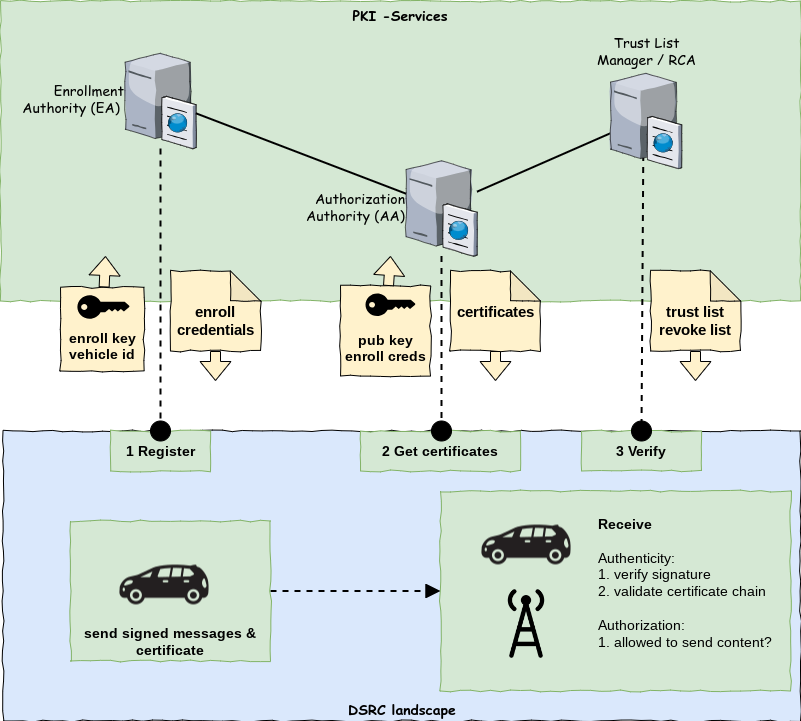 PKI -Services
Trust List
Manager / RCA
Enrollment
Authority (EA)
Authorization
Authority (AA)
enroll key
vehicle id
enroll
credentials
pub key
enroll creds
certificates
trust list
revoke list
1 Register
2 Get certificates
3 Verify
send signed messages &
certificate
Receive
Authenticity:
1. verify signature
2. validate certificate chain
Authorization:
1. allowed to send content?
DSRC landscape